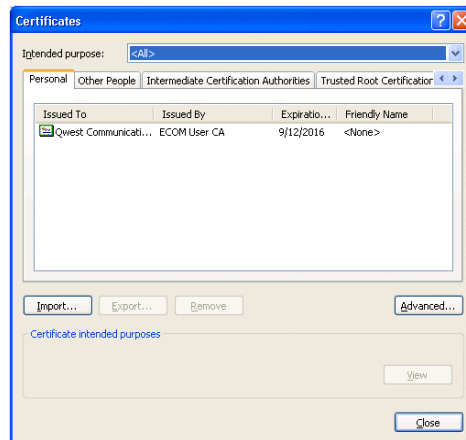 Certificates
Intended purpose: <All>
Personal Other People Intermediate Certification Authorities Trusted Root Certification
Issued To Issued By Expiratio... Friendly Name
Qwest Communicati... ECOM User CA 9/12/2016 <None>
Import... Export... Remove Advanced...
Certificate intended purposes
View
Close